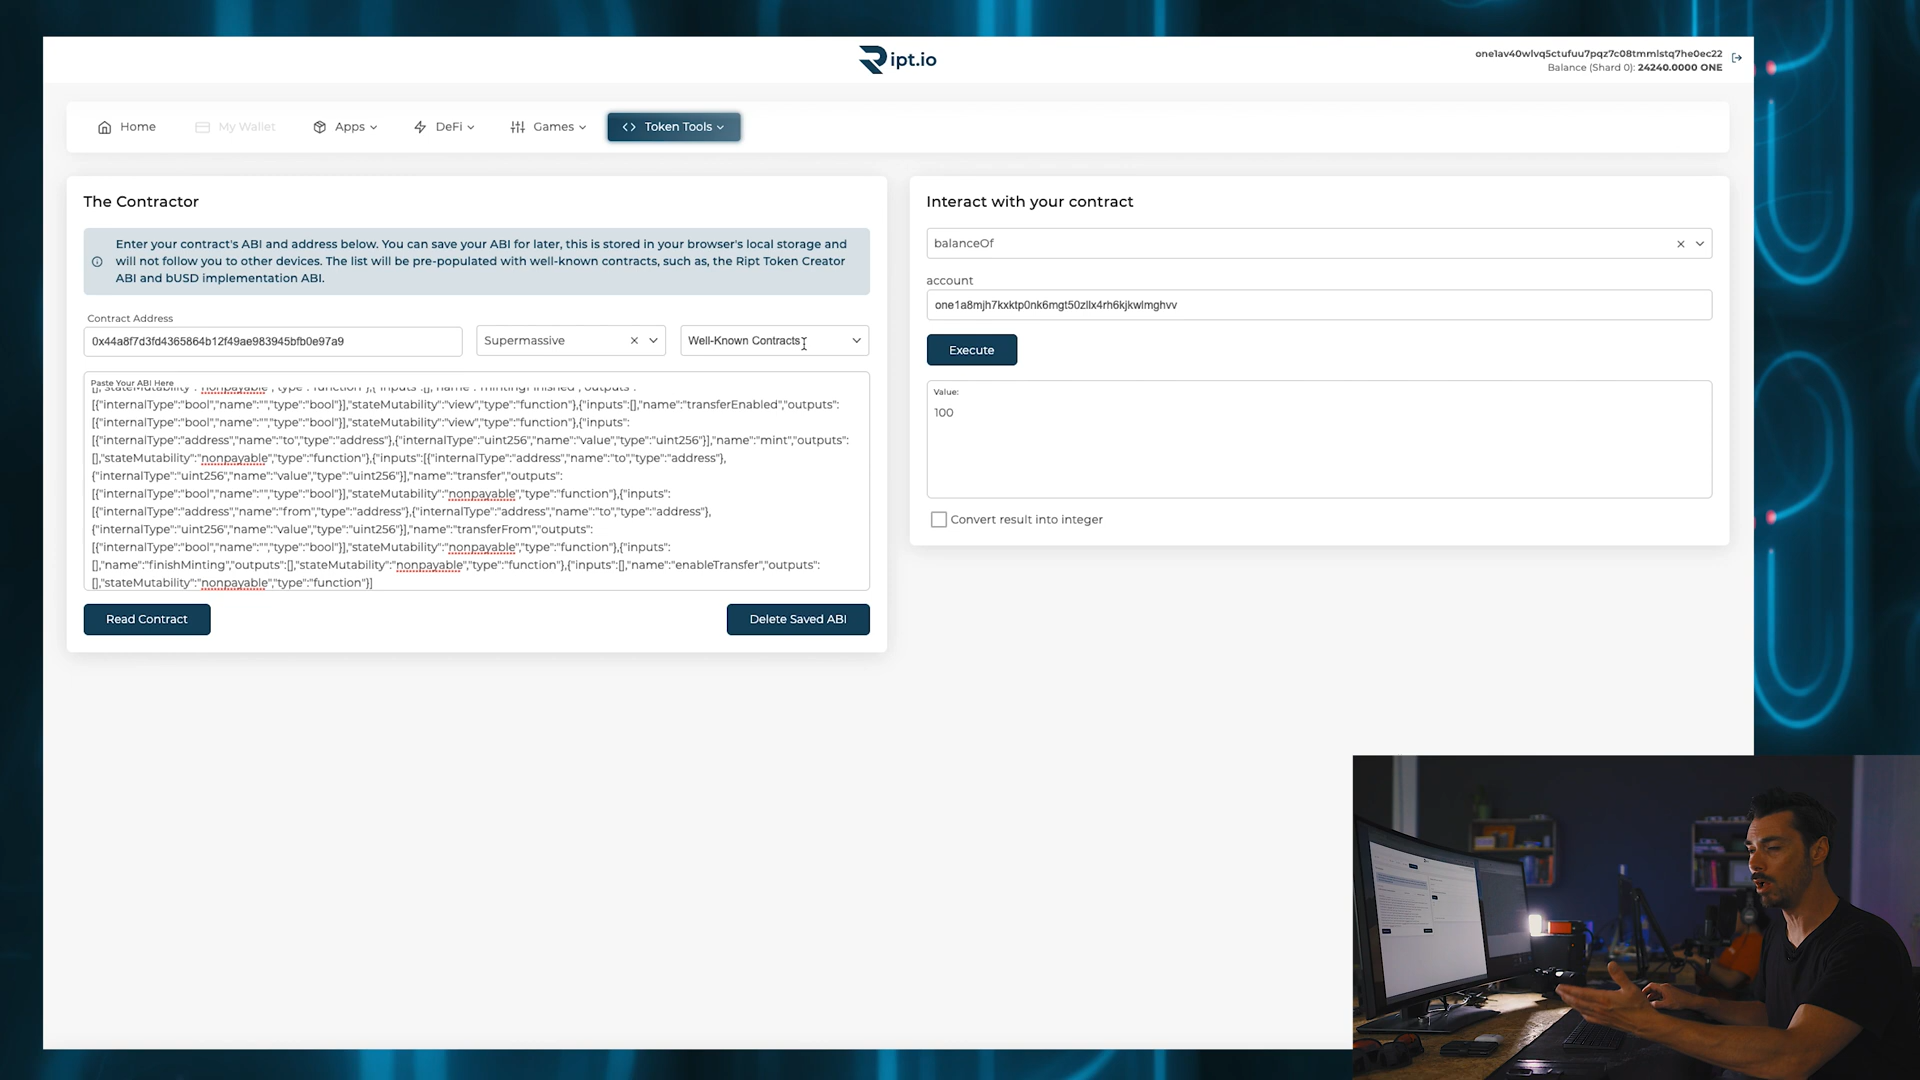 Ript.io
one1av40wlvq5ctufuu7pqz7c08tmmlstq7he0ec22
Balance (Shard 0): 24240.0000 ONE
Home
My Wallet
Apps
DeFi
Games
Token Tools
The Contractor
Enter your contract's ABI and address below. You can save your ABI for later, this is stored in your browser's local storage and
will not follow you to other devices. The list will be pre-populated with well-known contracts, such as, the Ript Token Creator
ABI and bUSD implementation ABI.
Contract Address
0x44a8f7d3fd4365864b12f49ae983945bfb0e97a9
Supermassive
Well-Known Contracts
Paste Your ABI Here
[],"stateMutability":"nonpayable","type":"function"},{"inputs":[],"name":"mintingFinished","outputs":
[{"internalType":"bool","name":"","type":"bool"}],"stateMutability":"view","type":"function"},{"inputs":[],"name":"transferEnabled","outputs":
[{"internalType":"bool","name":"","type":"bool"}],"stateMutability":"view","type":"function"},{"inputs":
[{"internalType":"address","name":"to","type":"address"},{"internalType":"uint256","name":"value","type":"uint256"}],"name":"mint","outputs":
[],"stateMutability":"nonpayable","type":"function"},{"inputs":[{"internalType":"address","name":"to","type":"address"},
{"internalType":"uint256","name":"value","type":"uint256"}],"name":"transfer","outputs":
[{"internalType":"bool","name":"","type":"bool"}],"stateMutability":"nonpayable","type":"function"},{"inputs":
[{"internalType":"address","name":"from","type":"address"},{"internalType":"address","name":"to","type":"address"},
{"internalType":"uint256","name":"value","type":"uint256"}],"name":"transferFrom","outputs":
[{"internalType":"bool","name":"","type":"bool"}],"stateMutability":"nonpayable","type":"function"},{"inputs":
[],"name":"finishMinting","outputs":[],"stateMutability":"nonpayable","type":"function"},{"inputs":[],"name":"enableTransfer","outputs":
[],"stateMutability":"nonpayable","type":"function"}]
Read Contract
Delete Saved ABI
Interact with your contract
balanceOf
account
one1a8mjh7kxktp0nk6mgt50zllx4rh6kjkwlmghvv
Execute
Value:
100
Convert result into integer